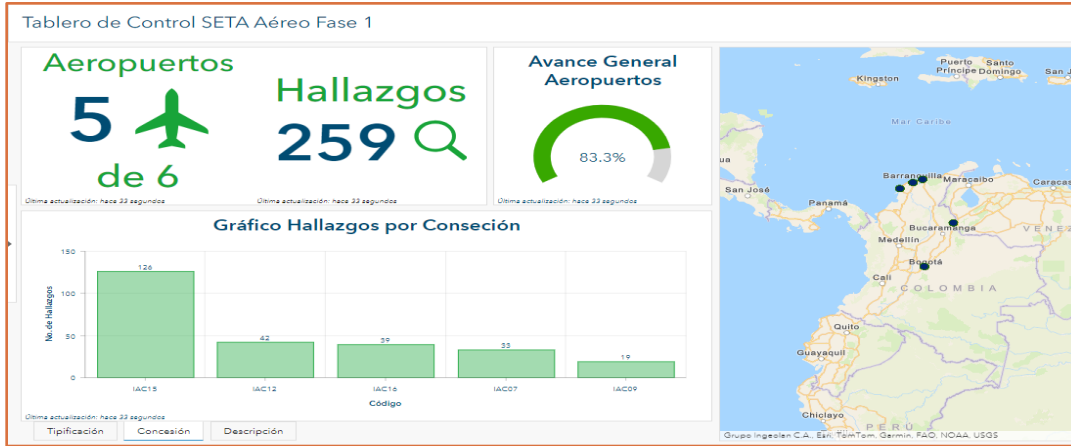 Tablero de Control SETA Aéreo Fase 1
Aeropuertos
5
de 6
Última actualización: hace 33 segundos
Hallazgos
259
Última actualización: hace 33 segundos
Avance General
Aeropuertos
83.3%
Última actualización: hace 33 segundos
Gráfico Hallazgos por Conseción
No. de Hallazgos
150
100
50
0
126
42
39
33
19
IAC15
IAC12
IAC16
IAC07
IAC09
Código
Última actualización: hace 33 segundos
Tipificación
Concesión
Descripción
Kingston
Puerto
Príncipe
Santo
Domingo
San J
Mar Caribe
ua
San José
Panamá
Barranquilla
Maracaibo
Caracas
Bucaramanga
VENEZ
Medellín
Bogotá
Cali
COLOMBIA
Quito
Guayaquil
Chiclayo
PERÚ
Grupo Ingeolan C.A., Esri, TomTom, Garmin, FAO, NOAA, USGS